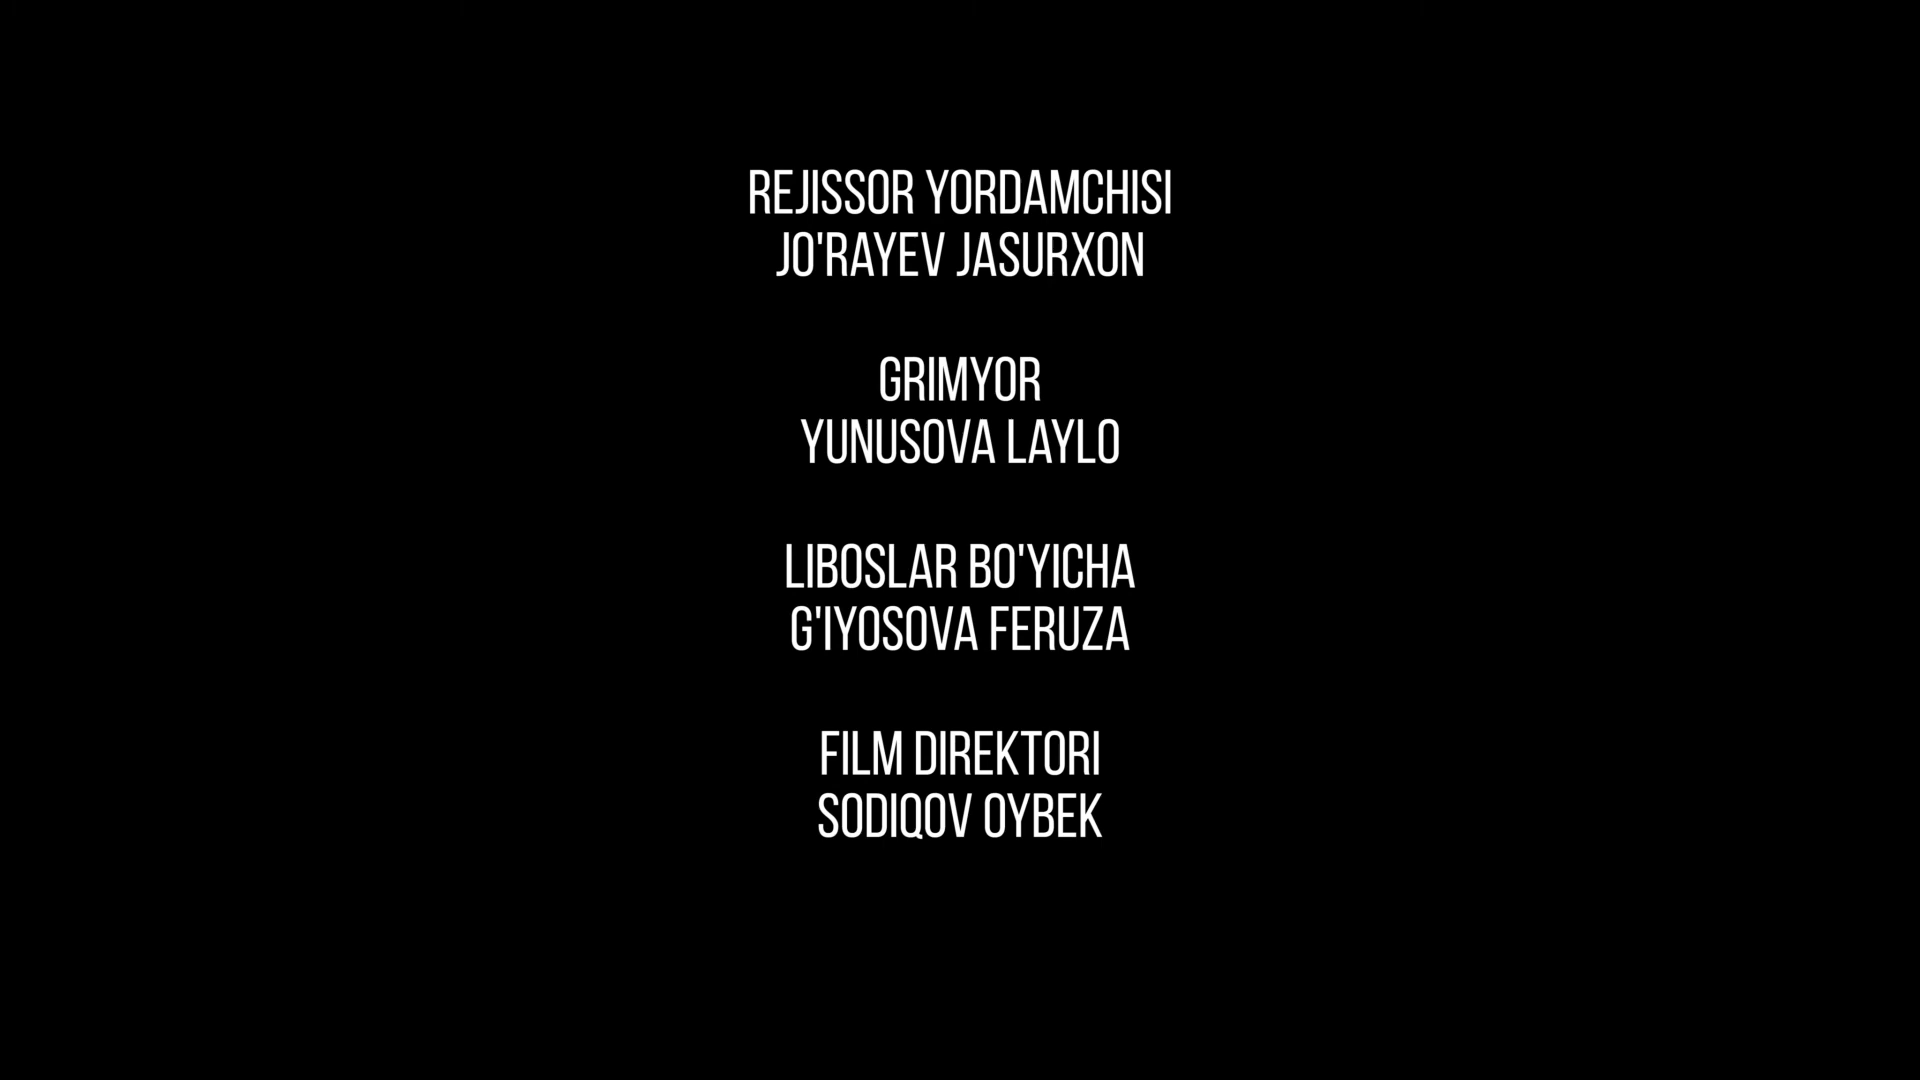 REJISSOR YORDAMCHISI
JO'RAYEV JASURXON
GRIMYOR
YUNUSOVA LAYLO
LIBOSLAR BO'YICHA
G'IYOSOVA FERUZA
FILM DIREKTORI
SODIQOV OYBEK